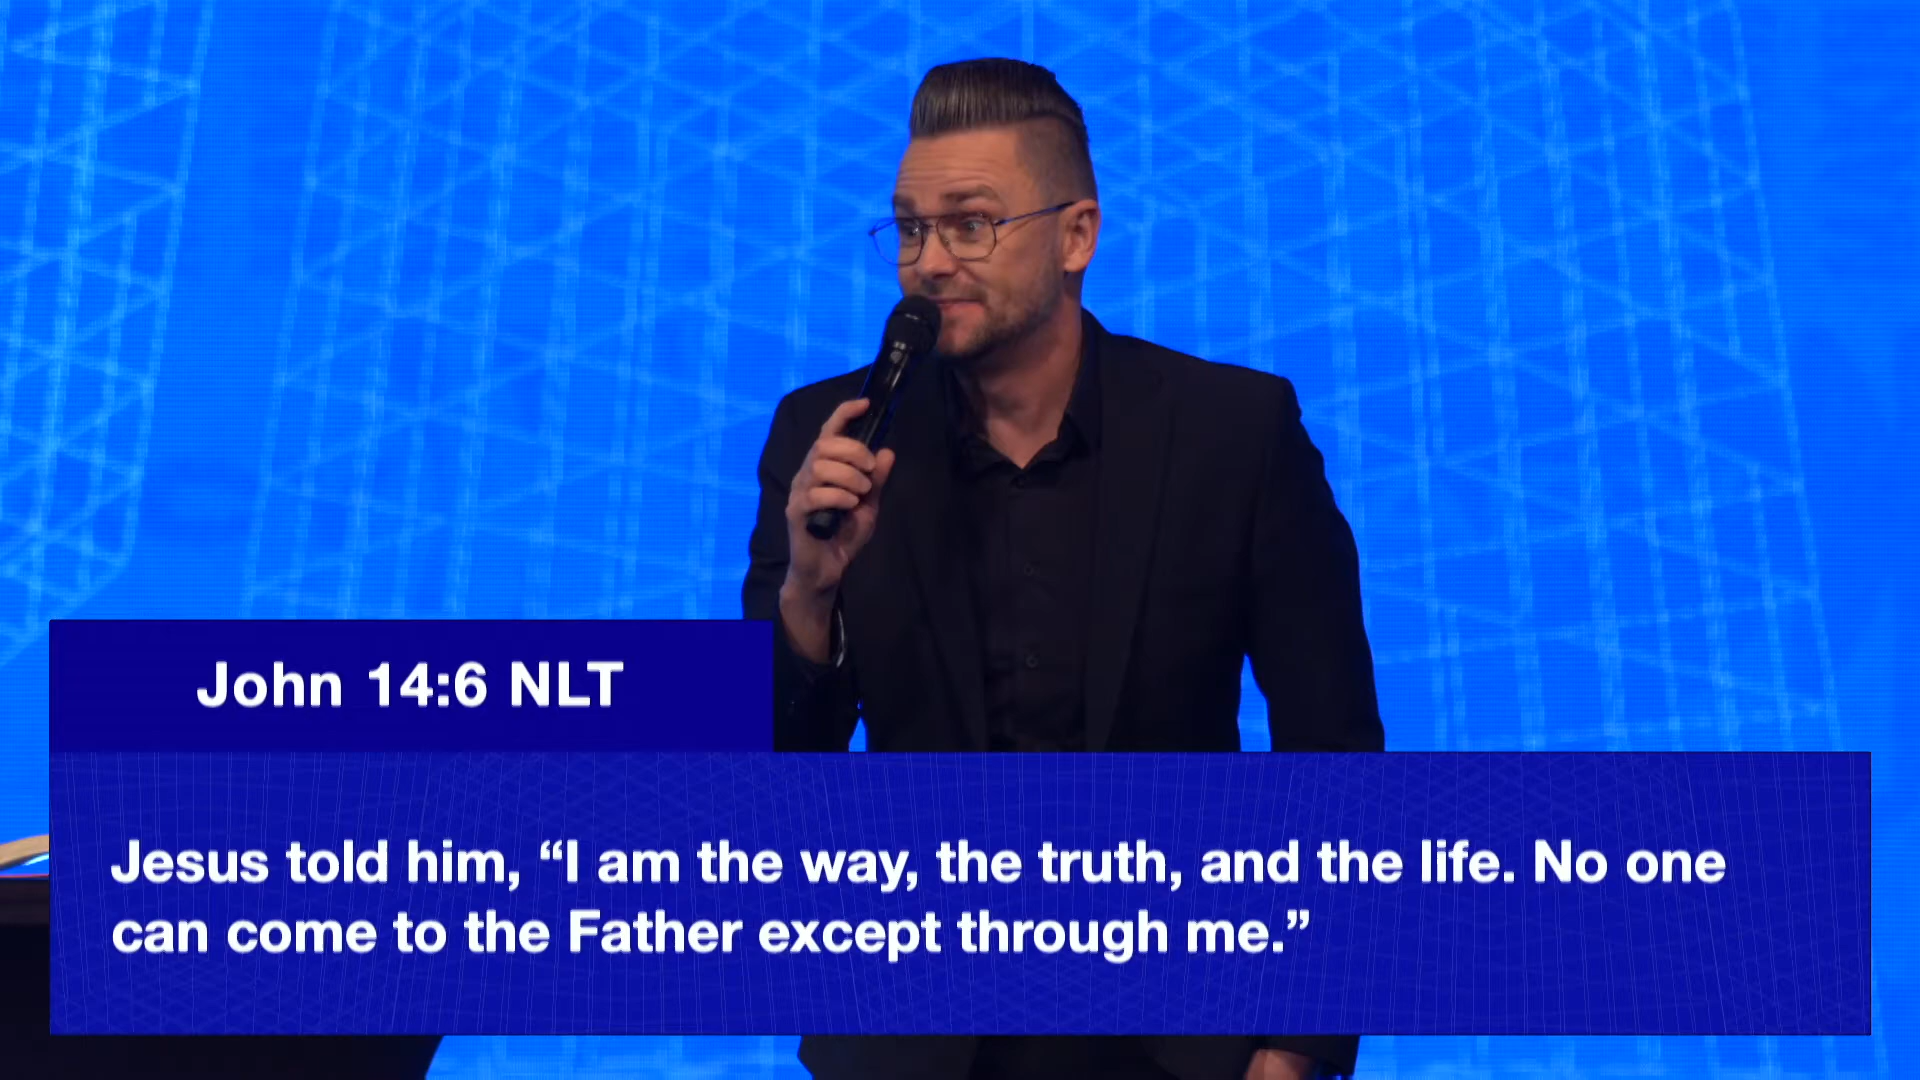 John 14:6 NLT
Jesus told him, “I am the way, the truth, and the life. No one
can come to the Father except through me.”